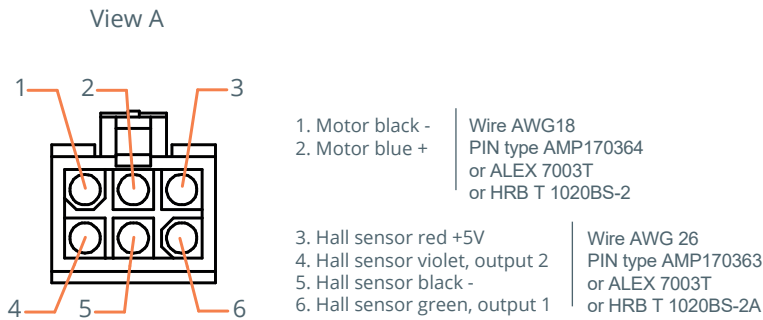 View A
1
2
3
4
5
6
1. Motor black -
2. Motor blue +
Wire AWG18
PIN type AMP170364
or ALEX 7003T
or HRB T 1020BS-2
3. Hall sensor red +5V
4. Hall sensor violet, output 2
5. Hall sensor black -
6. Hall sensor green, output 1
Wire AWG 26
PIN type AMP170363
or ALEX 7003T
or HRB T 1020BS-2A